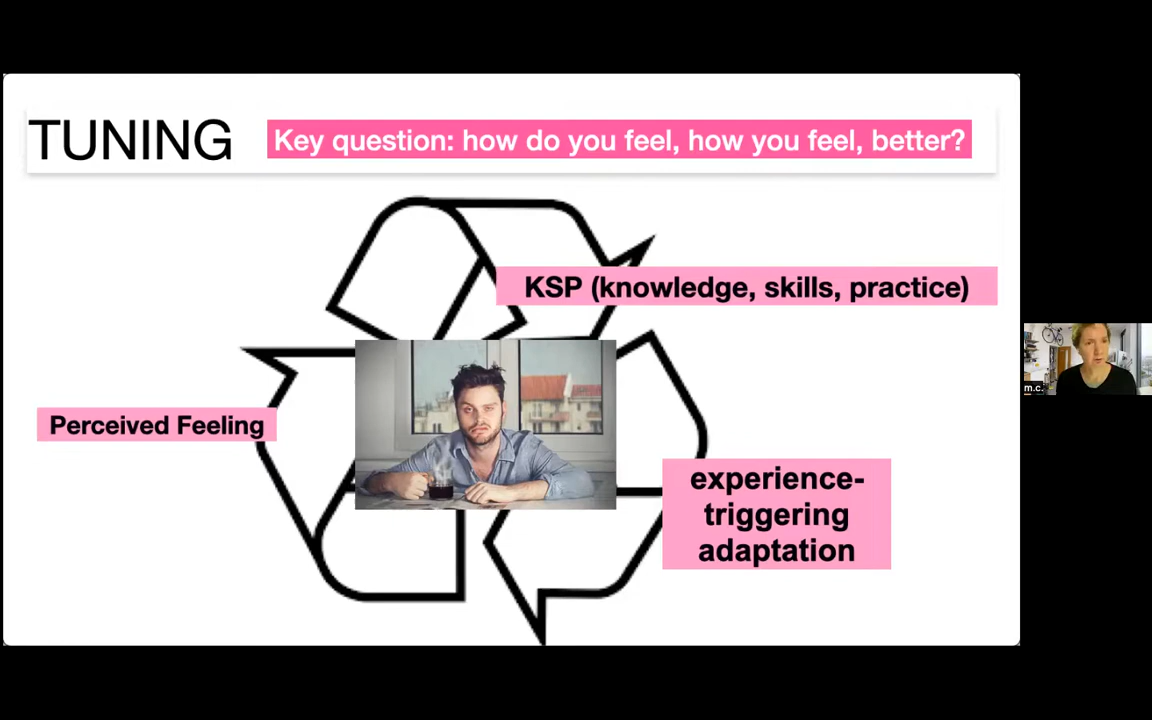 TUNING
Key question: how do you feel, how you feel, better?
KSP (knowledge, skills, practice)
Perceived Feeling
experience-
triggering
adaptation
m.c.